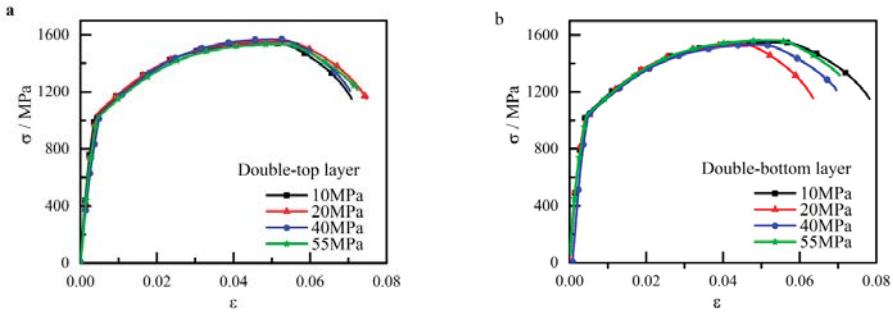 a
σ / MPa
1600
1200
800
400
0
0.00
0.02
0.04
0.06
0.08
ε
Double-top layer
10MPa
20MPa
40MPa
55MPa
b
σ / MPa
1600
1200
800
400
0
0.00
0.02
0.04
0.06
0.08
ε
Double-bottom layer
10MPa
20MPa
40MPa
55MPa